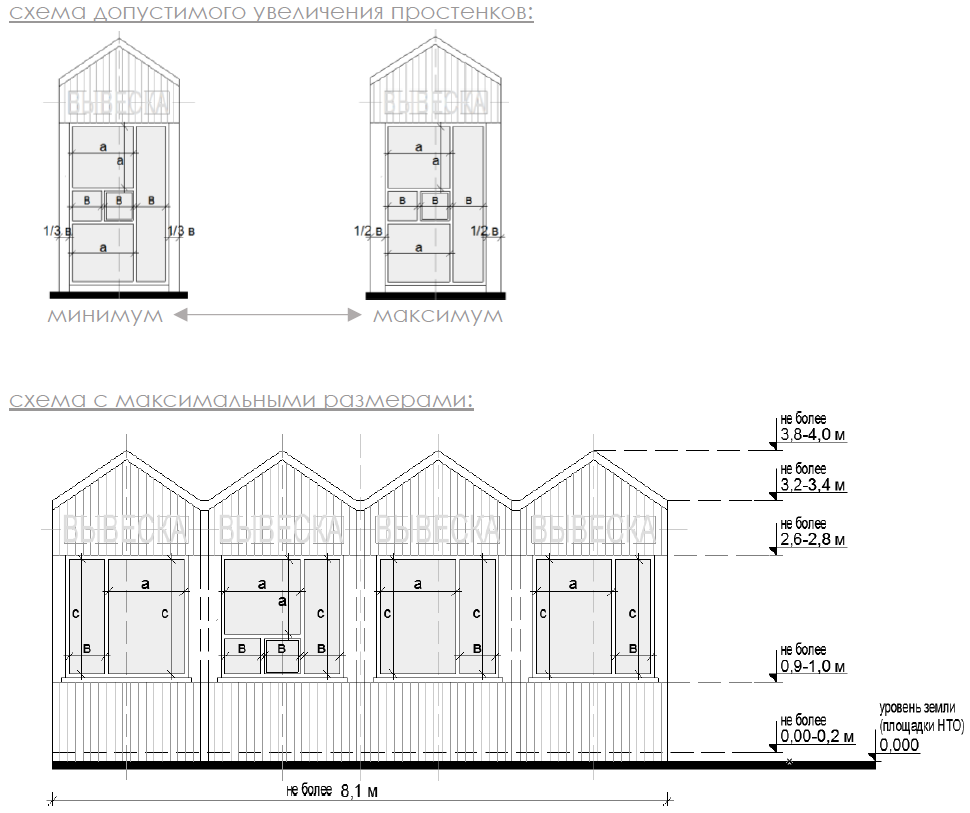 схема допустимого увеличения простенков:
ВЫВЕСКА
ВЫВЕСКА
а
а
а
а
в
в
в
в
в
в
1/3 в
1/3 в
1/2 в
1/2 в
а
а
минимум
максимум
схема с максимальными размерами:
не более
3,8-4,0 м
не более
3,2-3,4 м
ВЫВЕСКА
ВЫВЕСКА
ВЫВЕСКА
ВЫВЕСКА
не более
2,6-2,8 м
а
а
а
а
а
с
с
с
с
с
с
в
в
в
в
в
в
не более
0,9-1,0 м
не более
0,00-0,2 м
уровень земли
(площадки НТО)
0,000
не более 8,1 м